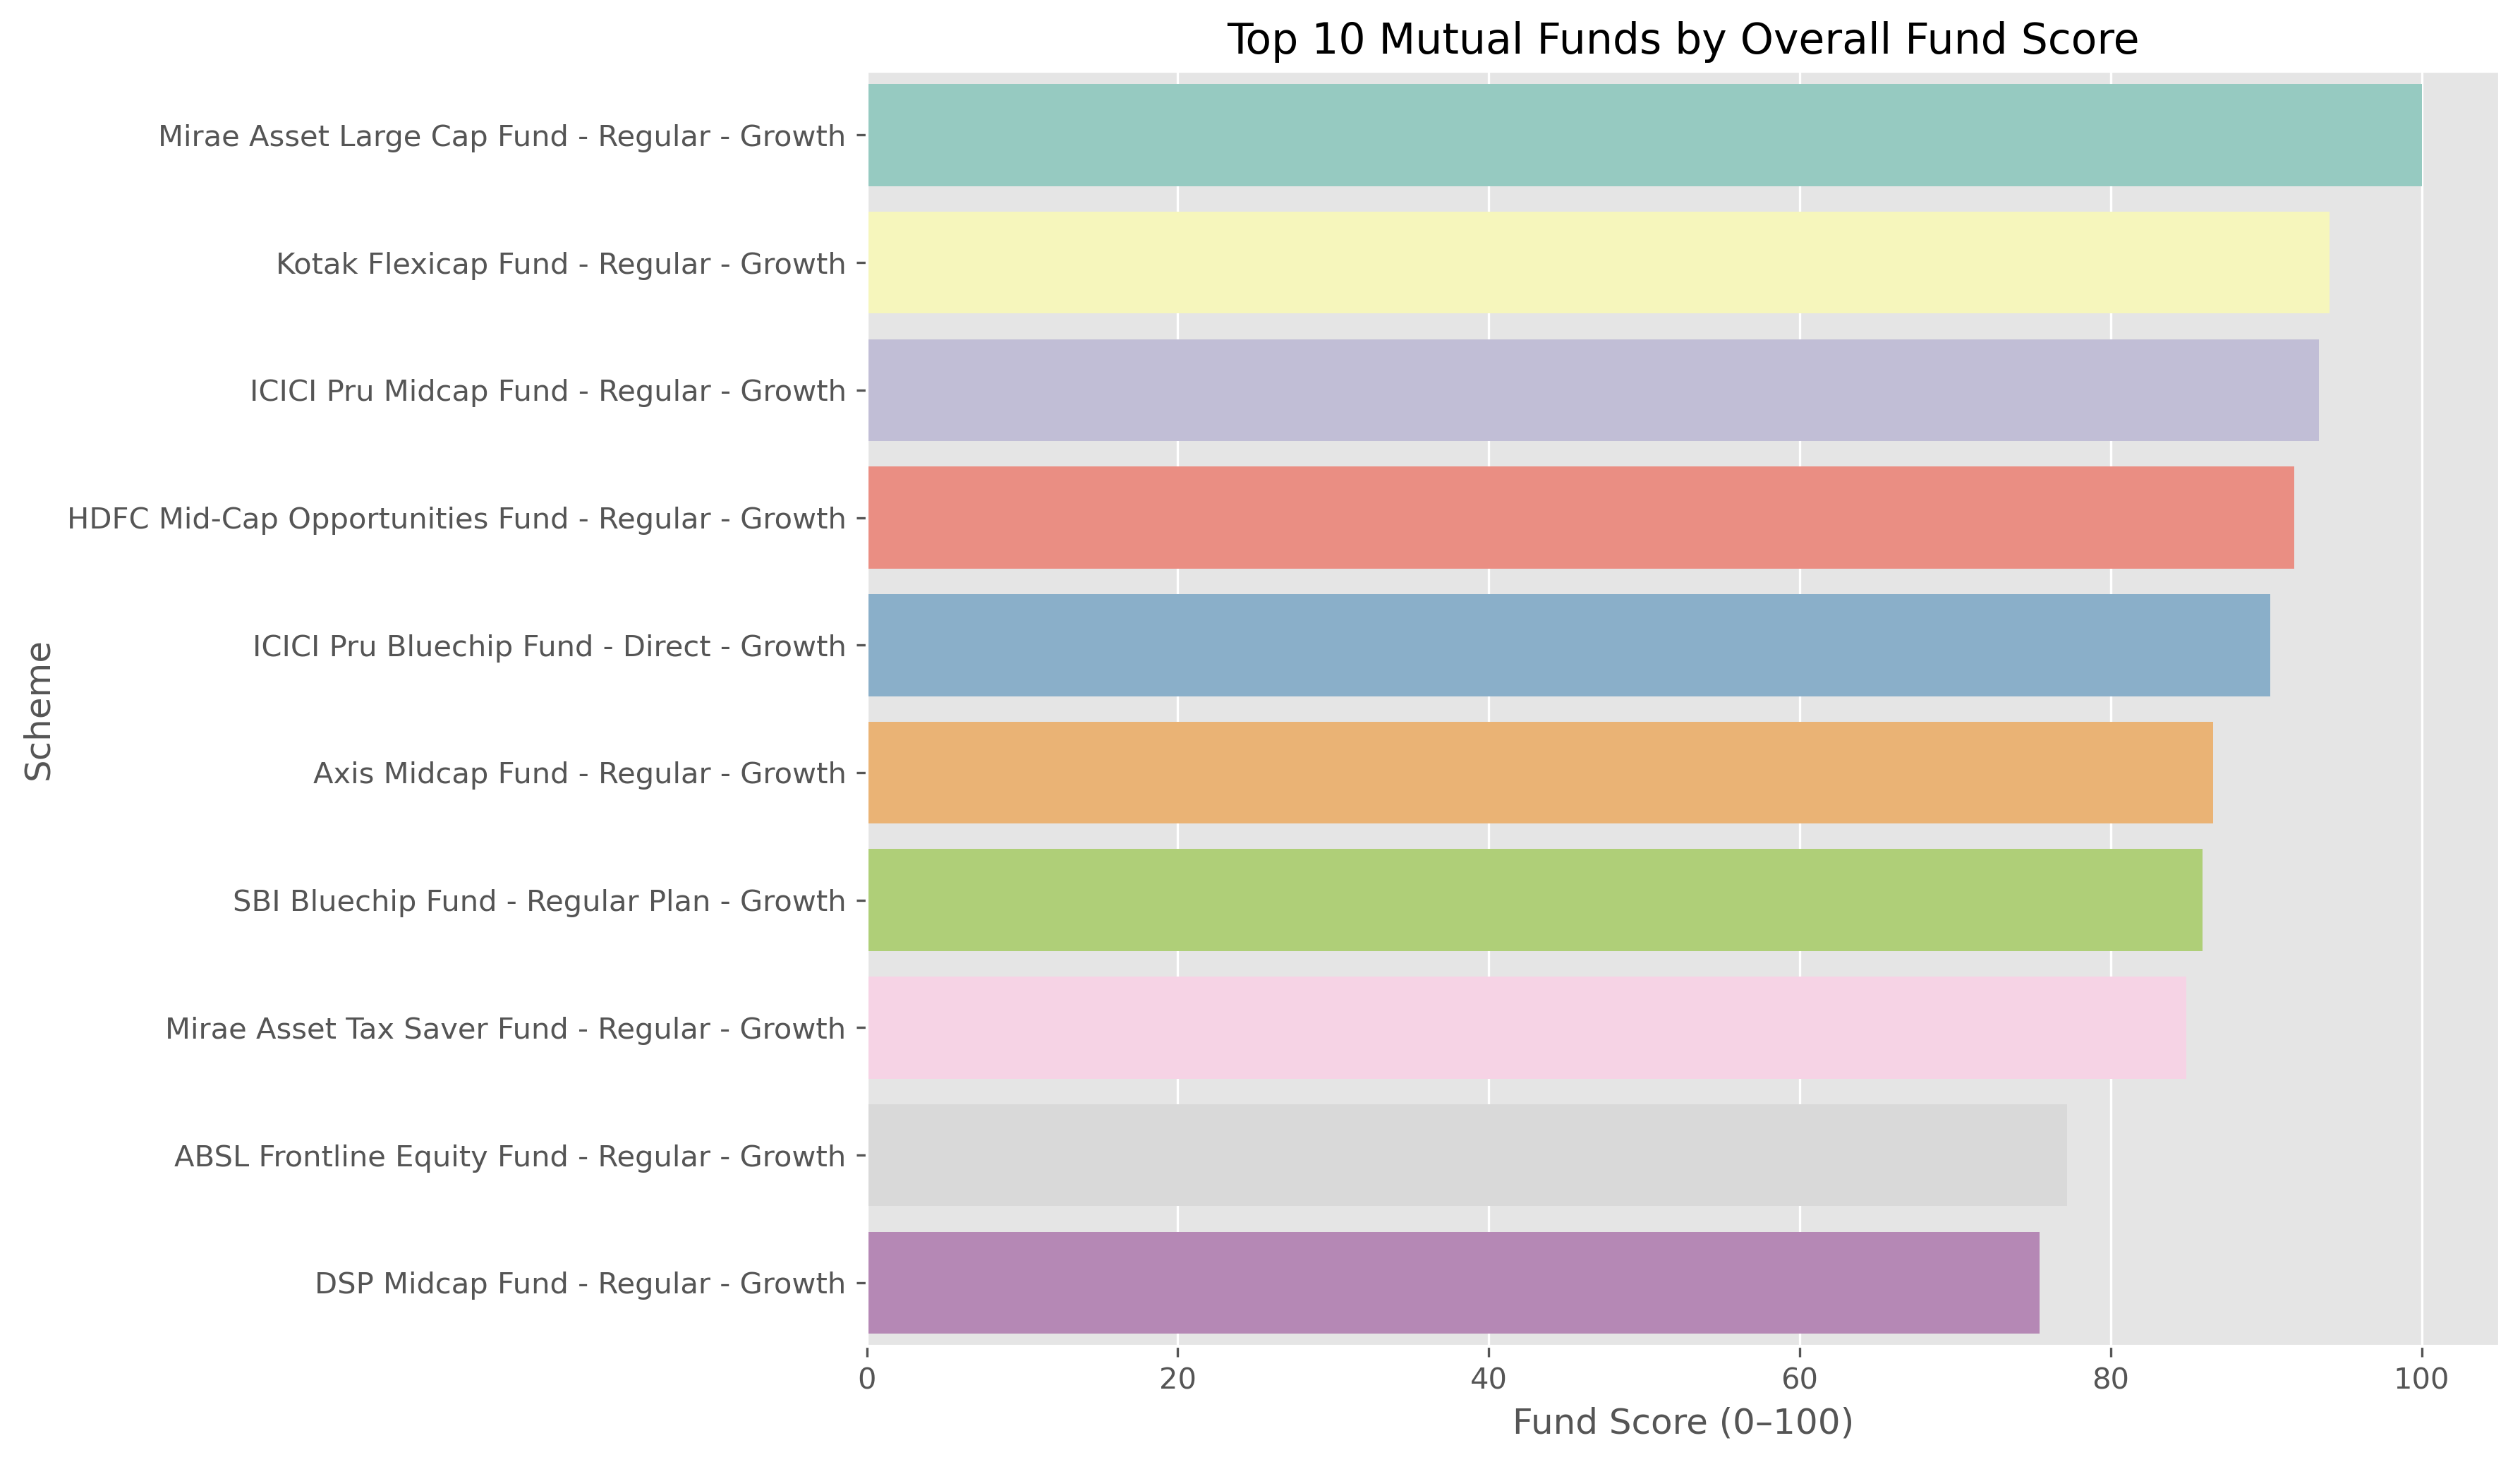 Top 10 Mutual Funds by Overall Fund Score
Scheme
Mirae Asset Large Cap Fund - Regular - Growth
Kotak Flexicap Fund - Regular - Growth
ICICI Pru Midcap Fund - Regular - Growth
HDFC Mid-Cap Opportunities Fund - Regular - Growth
ICICI Pru Bluechip Fund - Direct - Growth
Axis Midcap Fund - Regular - Growth
SBI Bluechip Fund - Regular Plan - Growth
Mirae Asset Tax Saver Fund - Regular - Growth
ABSL Frontline Equity Fund - Regular - Growth
DSP Midcap Fund - Regular - Growth
0 20 40 60 80 100
Fund Score (0–100)